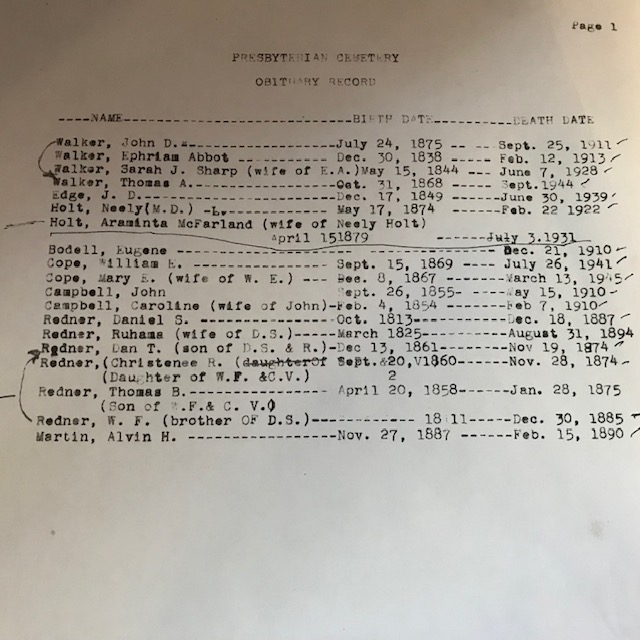 Page 1
PRESBYTERIAN CEMETERY
OBITUARY RECORD
-----NAME-----------------------------BIRTH DATE----------DEATH DATE
Walker, John D.------------------July 24, 1875 -- --- Sept. 25, 1911
Walker, Ephriam Abbot ----------- Dec. 30, 1838 ----- Feb. 12, 1913
Walker, Sarah J. Sharp (wife of E.A.)May 15, 1844 --- June 7, 1928
Walker, Thomas A.---------------Oct. 31, 1868 ----- Sept.1944
Edge, J. D.---------------------Dec. 17, 1849 ------ June 30, 1939
Holt, Neely(M.D.) ------------- May 17, 1874 ------ Feb. 22 1922
Holt, Araminta McFarland (wife of Neely Holt)
April 151879 ------July 3.1931
Bodell, Eugene ----------------------------------- Dec. 21, 1910
Cope, William E. --------------- Sept. 15, 1869 ---- July 26, 1941
Cope, Mary E. (wife of W. E.) --- Dec. 8, 1867 ------March 13, 1945
Campbell, John Sept. 26, 1855----May 15, 1910
Campbell, Caroline (wife of John)-Feb. 4, 1854 ---- Feb 7, 1910
Redner, Daniel S. --------------- Oct. 1813---------Dec. 18, 1887
Redner, Ruhama (wife of D.S.)------March 1825----------August 31, 1894
Redner, Dan T. (son of D.S. & R.)--Dec 13, 1861------Nov 19, 1874
Redner,(Christenee R. (daughterOf Sept.&20,V1860----Nov. 28, 1874
(Daughter of W.F. &C.V.) 2
Redner, Thomas B. --------------April 20, 1858-----Jan. 28, 1875
(Son of W.F.& C. V.)
Redner, W. F. (brother OF D.S.)------------- 1811-----Dec. 30, 1885
Martin, Alvin H. ----------------Nov. 27, 1887 ------Feb. 15, 1890